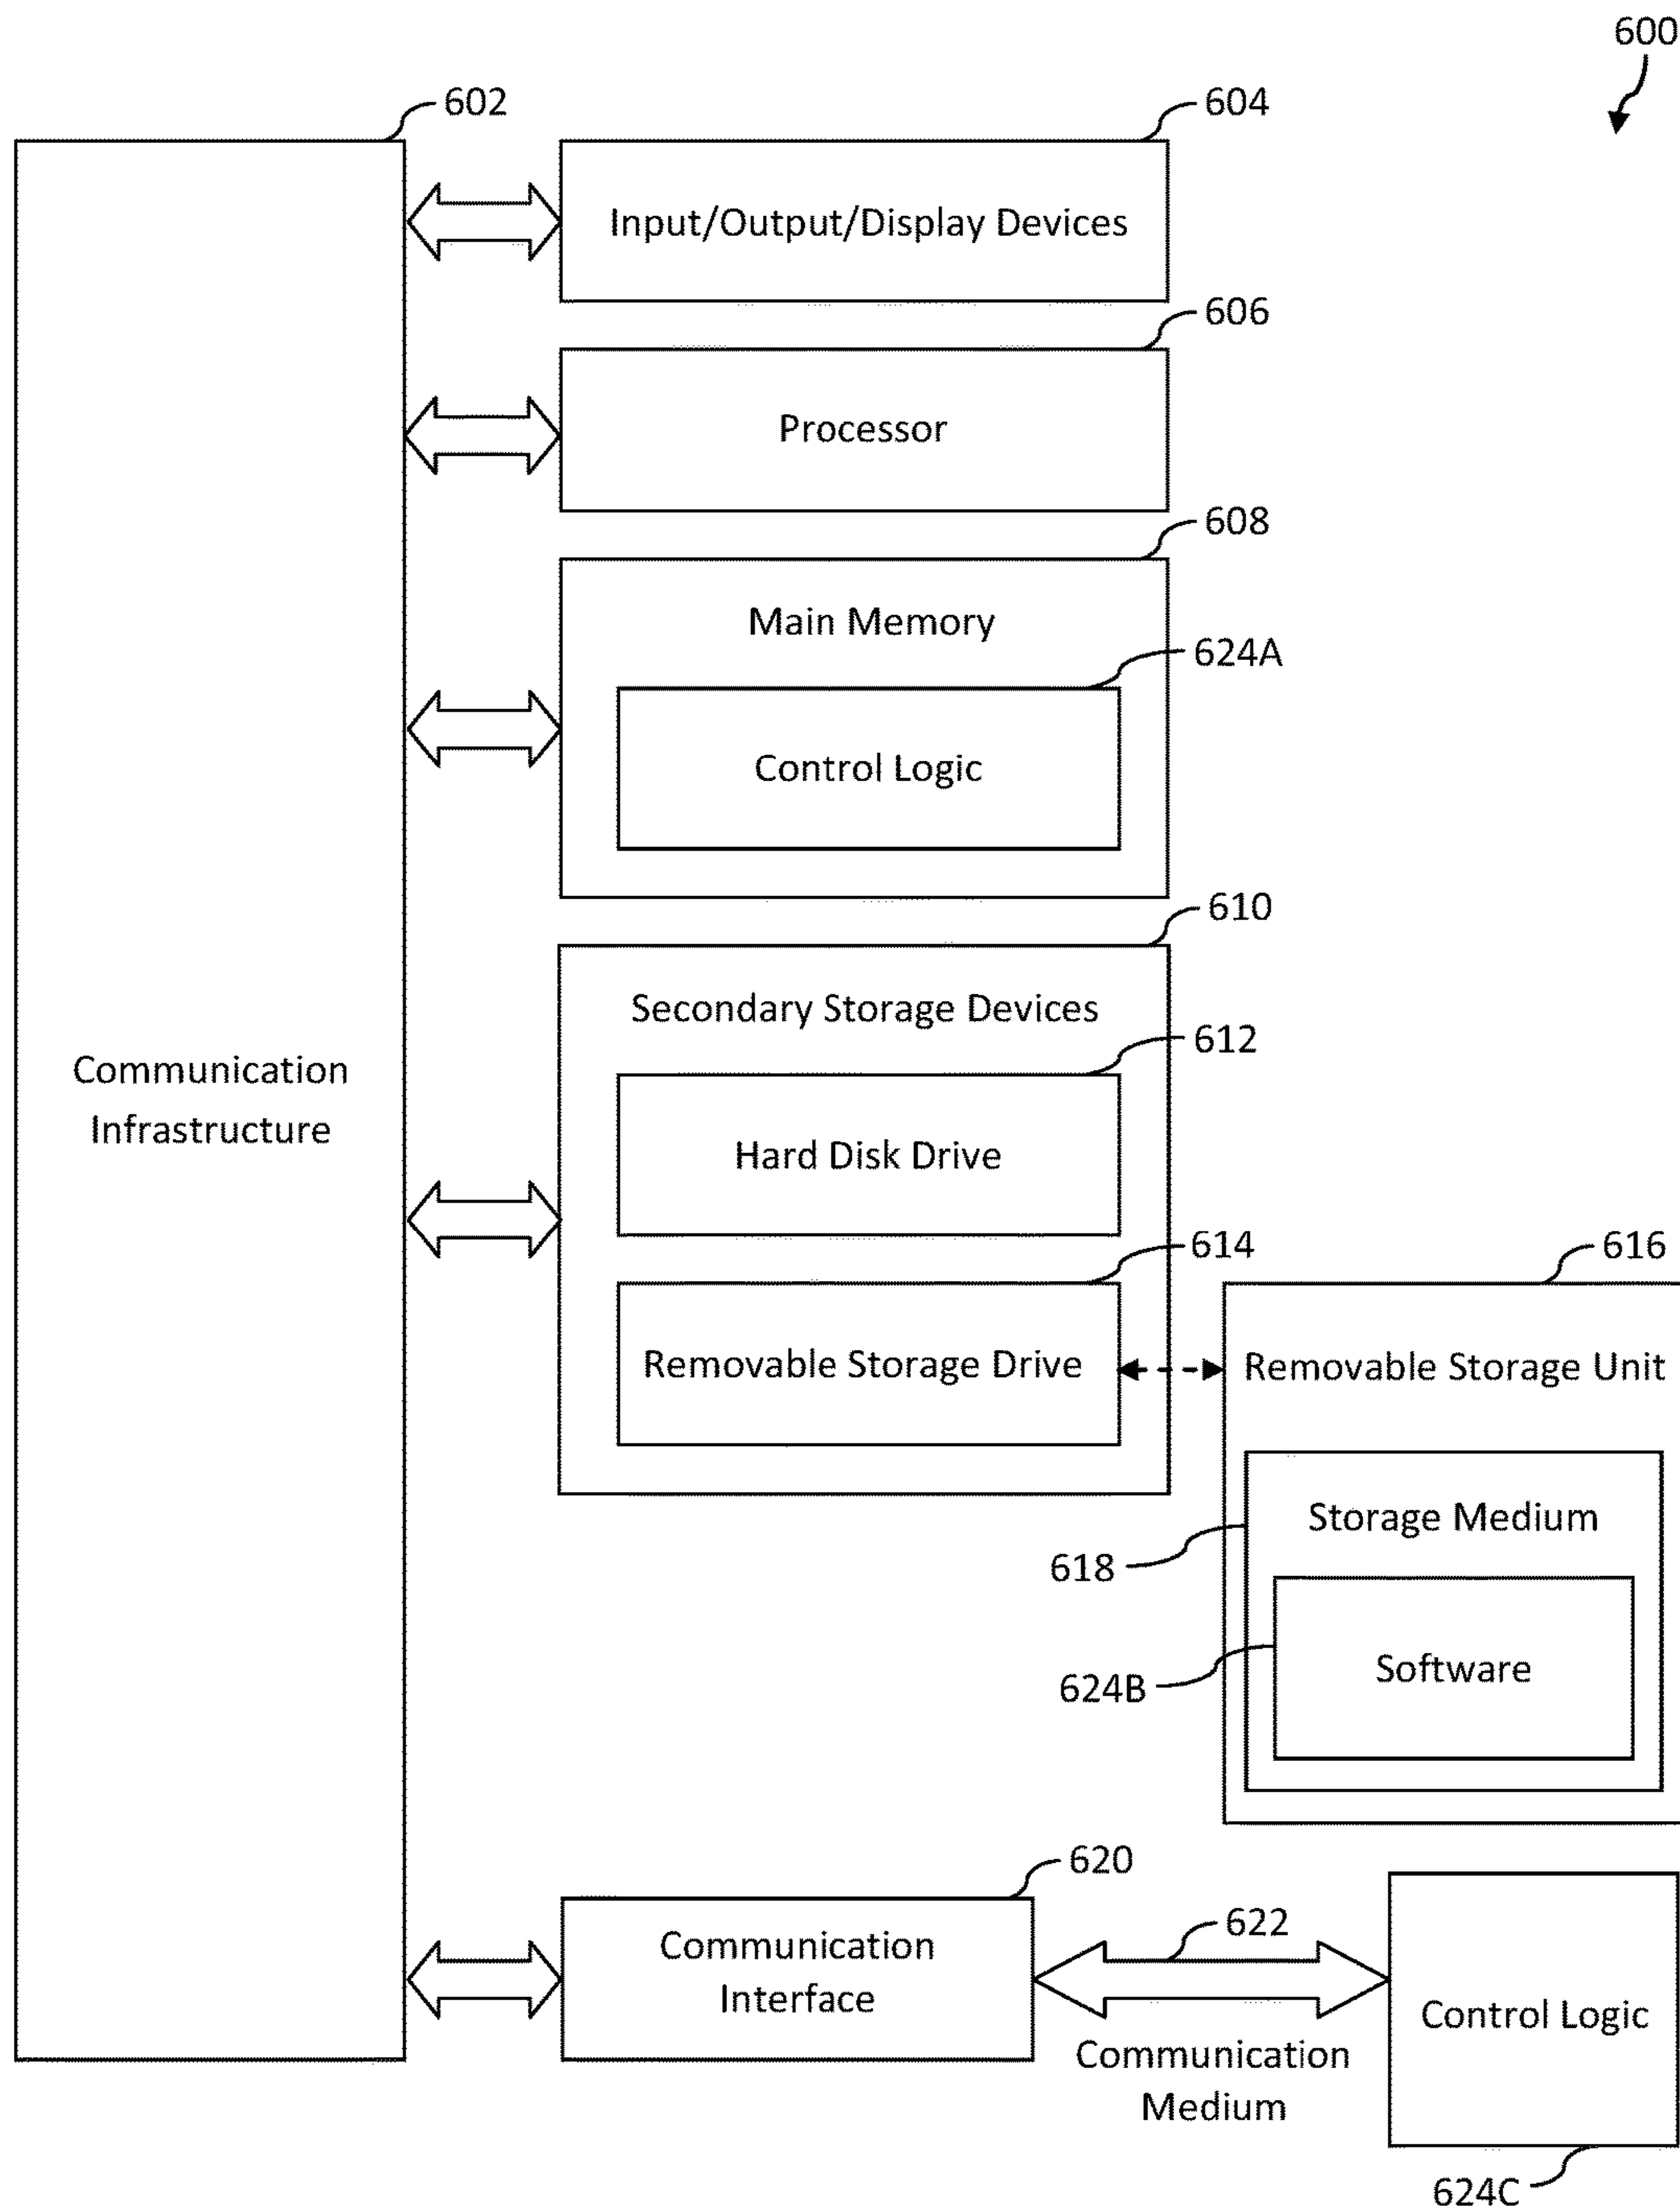 600
602
604
Input/Output/Display Devices
606
Processor
608
Main Memory
624A
Control Logic
610
Secondary Storage Devices
612
Communication
Infrastructure
Hard Disk Drive
614
616
Removable Storage Drive
Removable Storage Unit
Storage Medium
618
Software
624B
620
622
Communication
Interface
Control Logic
Communication
Medium
624C